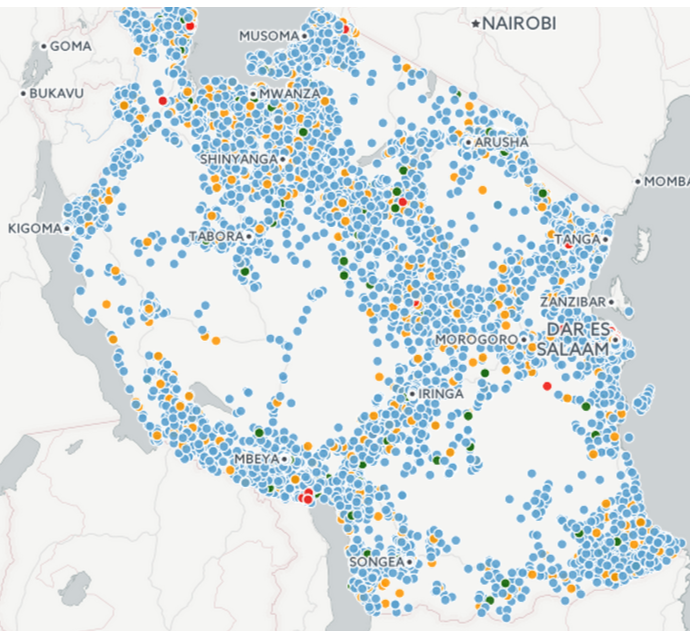 NAIROBI
MUSOMA
GOMA
BUKAVU
MWANZA
ARUSHA
SHINYANGA
MOMBA
KIGOMA
TABORA
TANGA
ZANZIBAR
DAR ES
SALAAM
MOROGORO
IRINGA
MBEYA
SONGEA